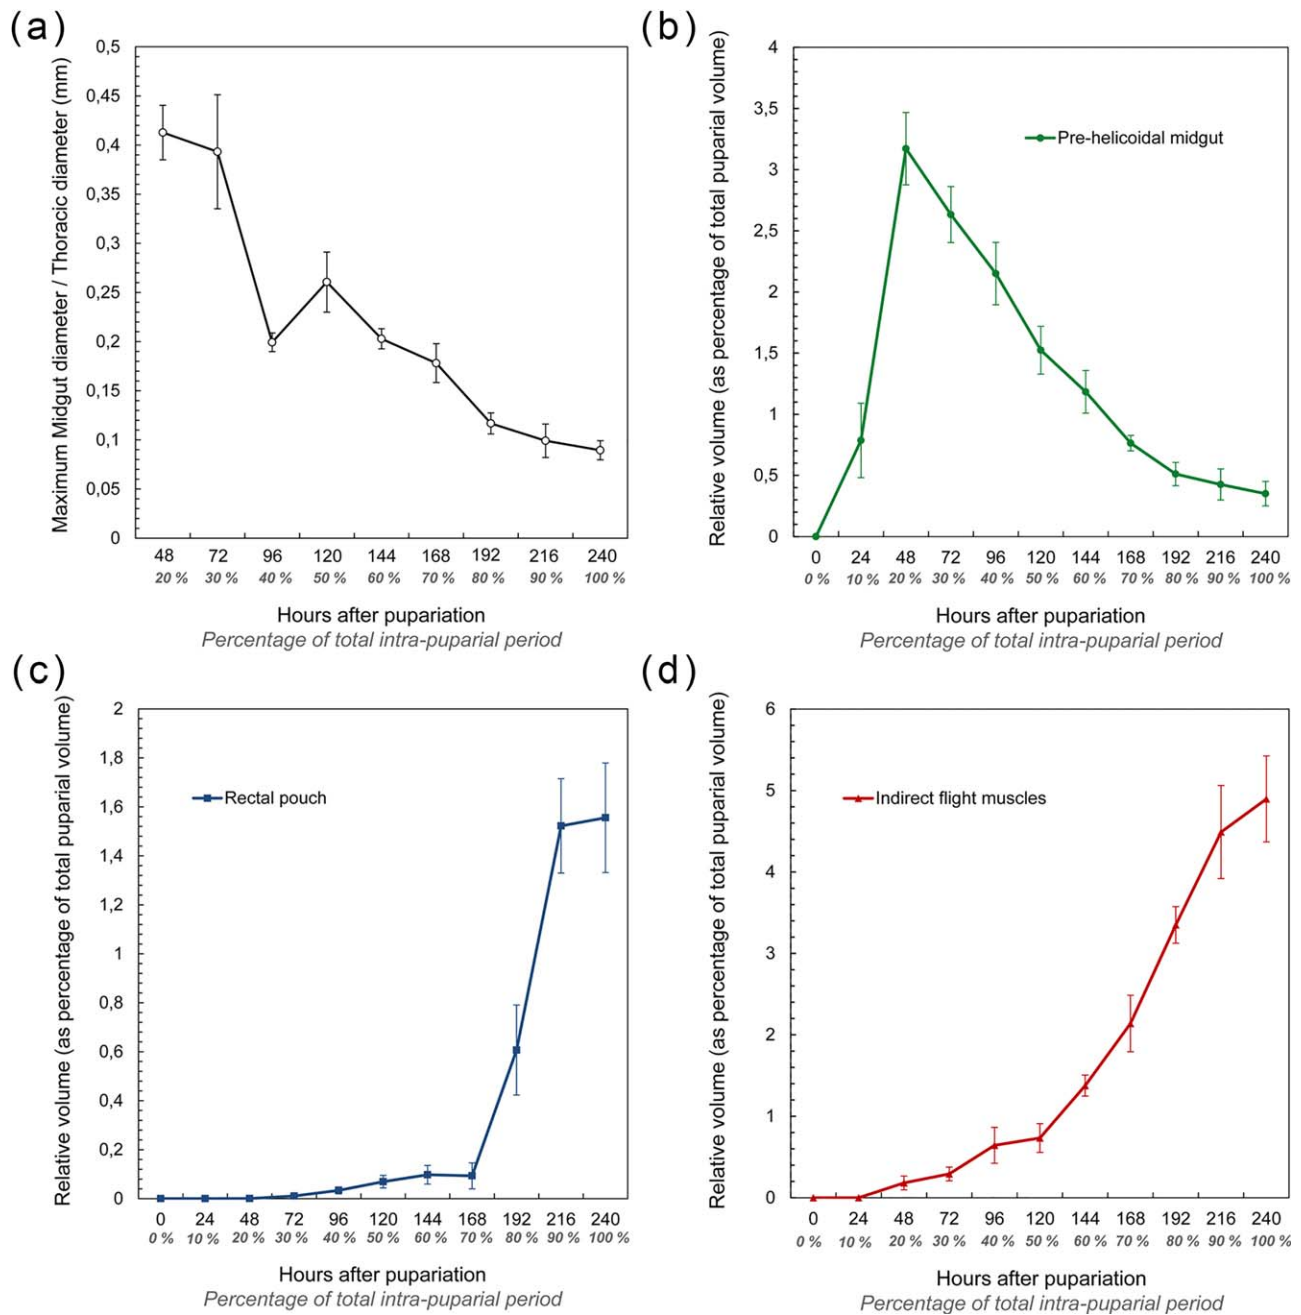 (a)
Maximum Midgut diameter / Thoracic diameter (mm)
0,5
0,45
0,4
0,35
0,3
0,25
0,2
0,15
0,1
0,05
0
48 72 96 120 144 168 192 216 240
20 % 30 % 40 % 50 % 60 % 70 % 80 % 90 % 100 %
Hours after pupariation
Percentage of total intra-puparial period
(b)
Relative volume (as percentage of total puparial volume)
4
3,5
3
2,5
2
1,5
1
0,5
0
Pre-helicoidal midgut
0 24 48 72 96 120 144 168 192 216 240
0 % 10 % 20 % 30 % 40 % 50 % 60 % 70 % 80 % 90 % 100 %
Hours after pupariation
Percentage of total intra-puparial period
(c)
Relative volume (as percentage of total puparial volume)
2
1,8
1,6
1,4
1,2
1
0,8
0,6
0,4
0,2
0
Rectal pouch
0 24 48 72 96 120 144 168 192 216 240
0 % 10 % 20 % 30 % 40 % 50 % 60 % 70 % 80 % 90 % 100 %
Hours after pupariation
Percentage of total intra-puparial period
(d)
Relative volume (as percentage of total puparial volume)
6
5
4
3
2
1
0
Indirect flight muscles
0 24 48 72 96 120 144 168 192 216 240
0 % 10 % 20 % 30 % 40 % 50 % 60 % 70 % 80 % 90 % 100 %
Hours after pupariation
Percentage of total intra-puparial period